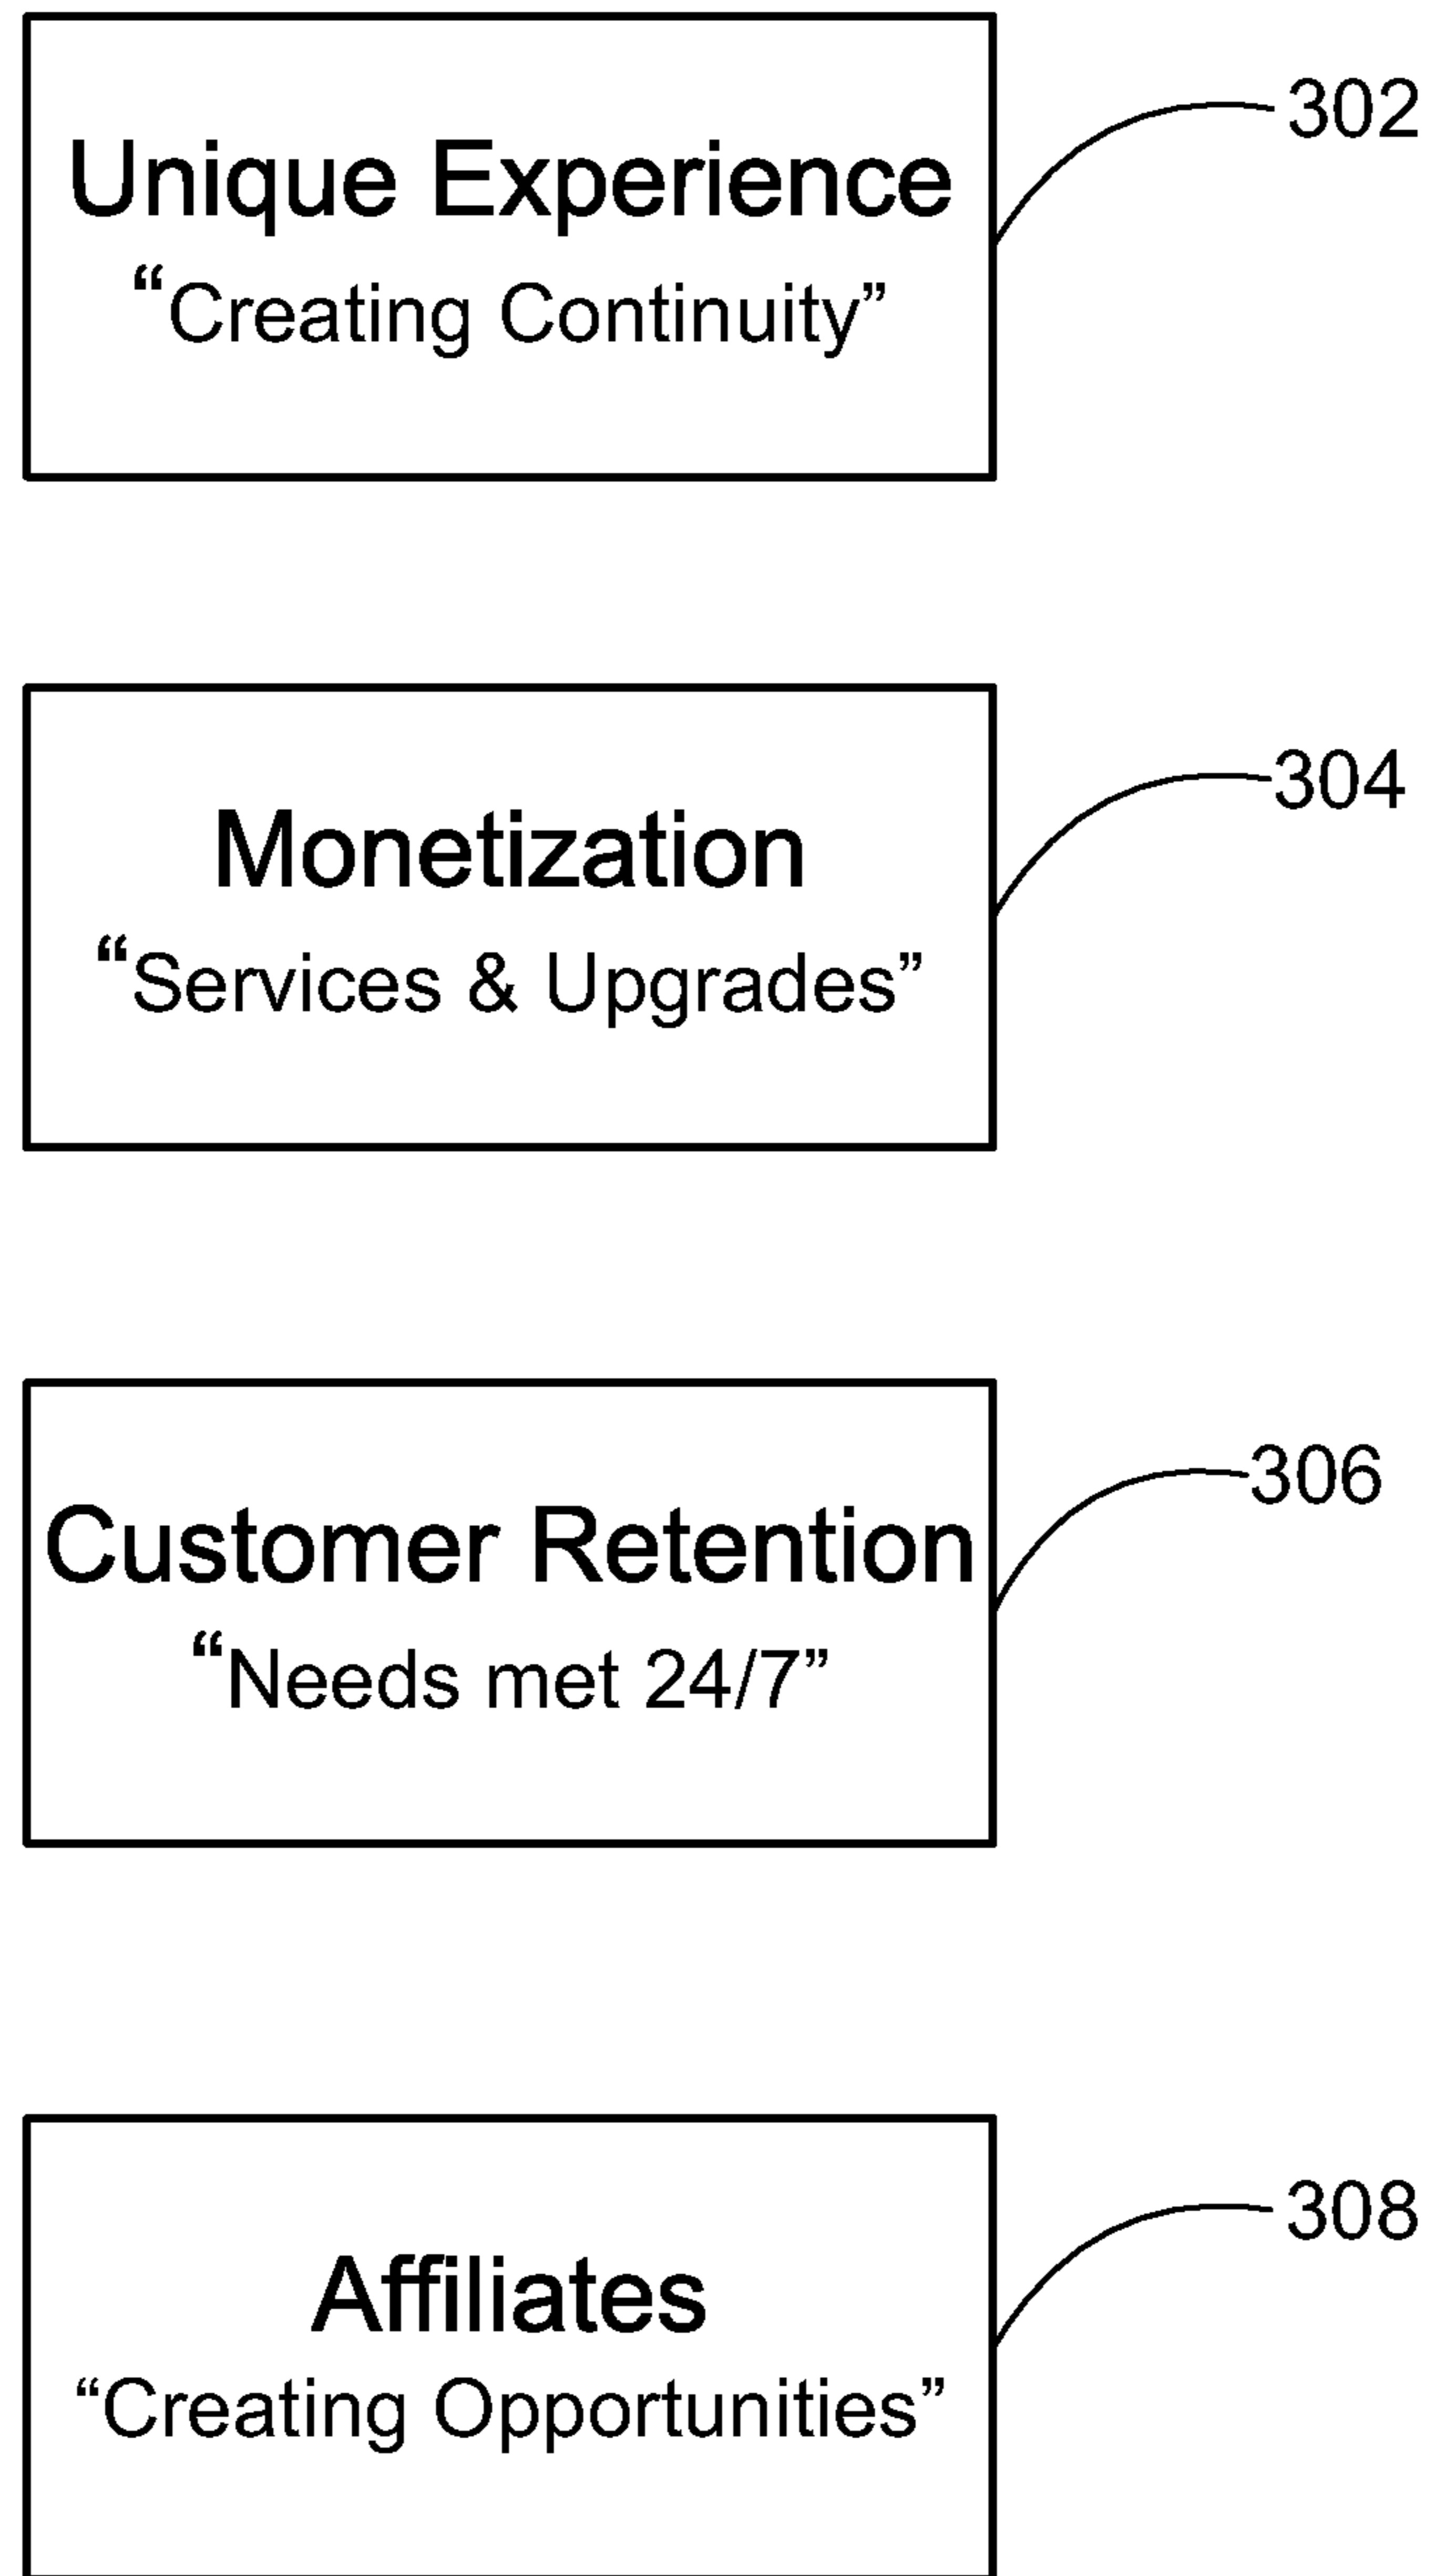 302
Unique Experience
“Creating Continuity”
304
Monetization
“Services & Upgrades”
306
Customer Retention
“Needs met 24/7”
308
Affiliates
“Creating Opportunities”